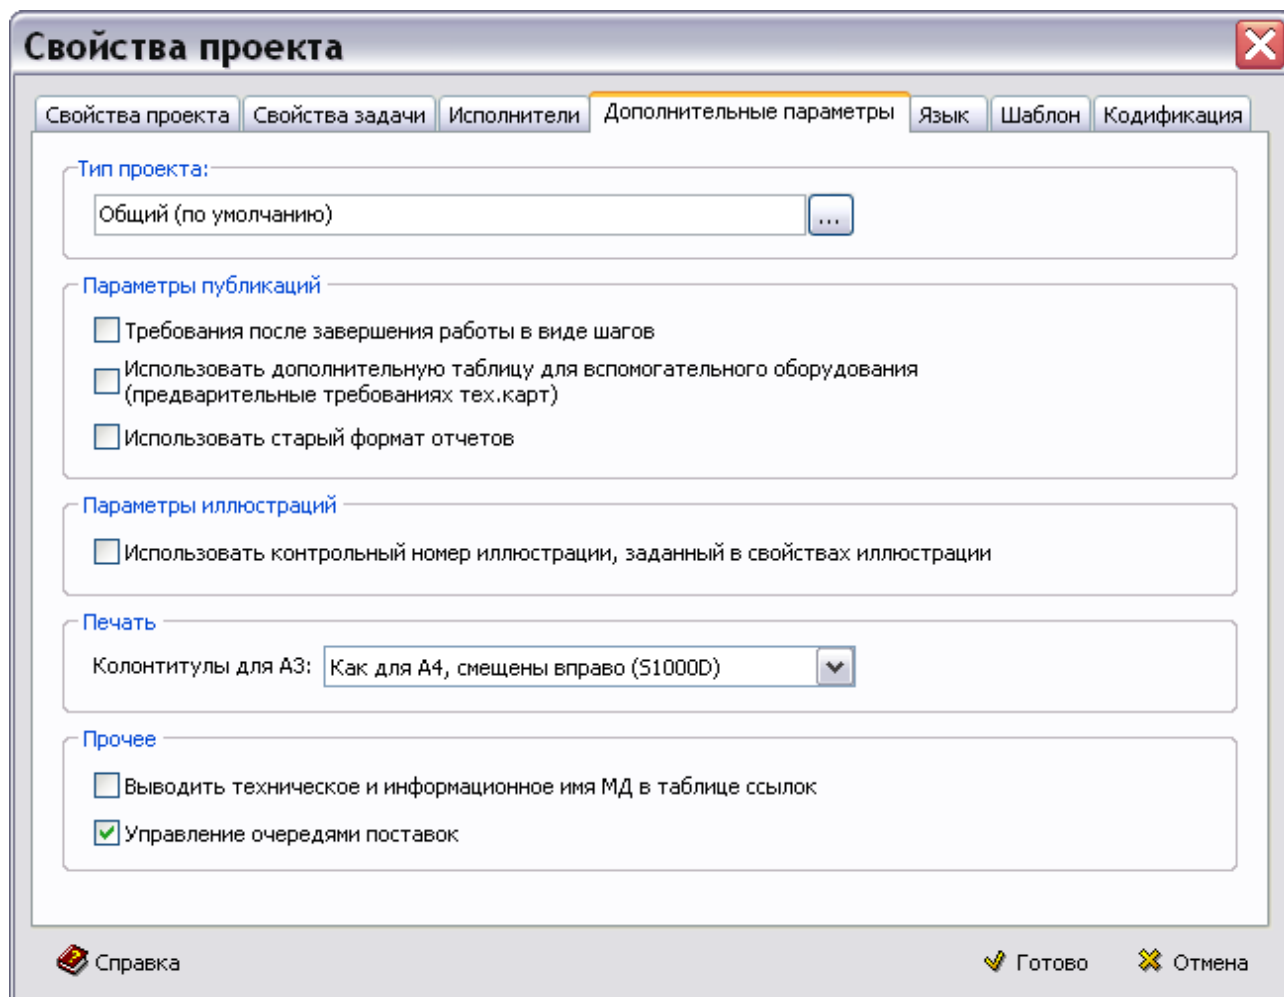 Свойства проекта
Свойства проекта Свойства задачи Исполнители Дополнительные параметры Язык Шаблон Кодификация
Тип проекта:
Общий (по умолчанию) ...
Параметры публикаций
Требования после завершения работы в виде шагов
Использовать дополнительную таблицу для вспомогательного оборудования
(предварительные требованиях тех.карт)
Использовать старый формат отчетов
Параметры иллюстраций
Использовать контрольный номер иллюстрации, заданный в свойствах иллюстрации
Печать
Колонтитулы для А3: Как для А4, смещены вправо (S1000D)
Прочее
Выводить техническое и информационное имя МД в таблице ссылок
Управление очередями поставок
Справка Готово Отмена